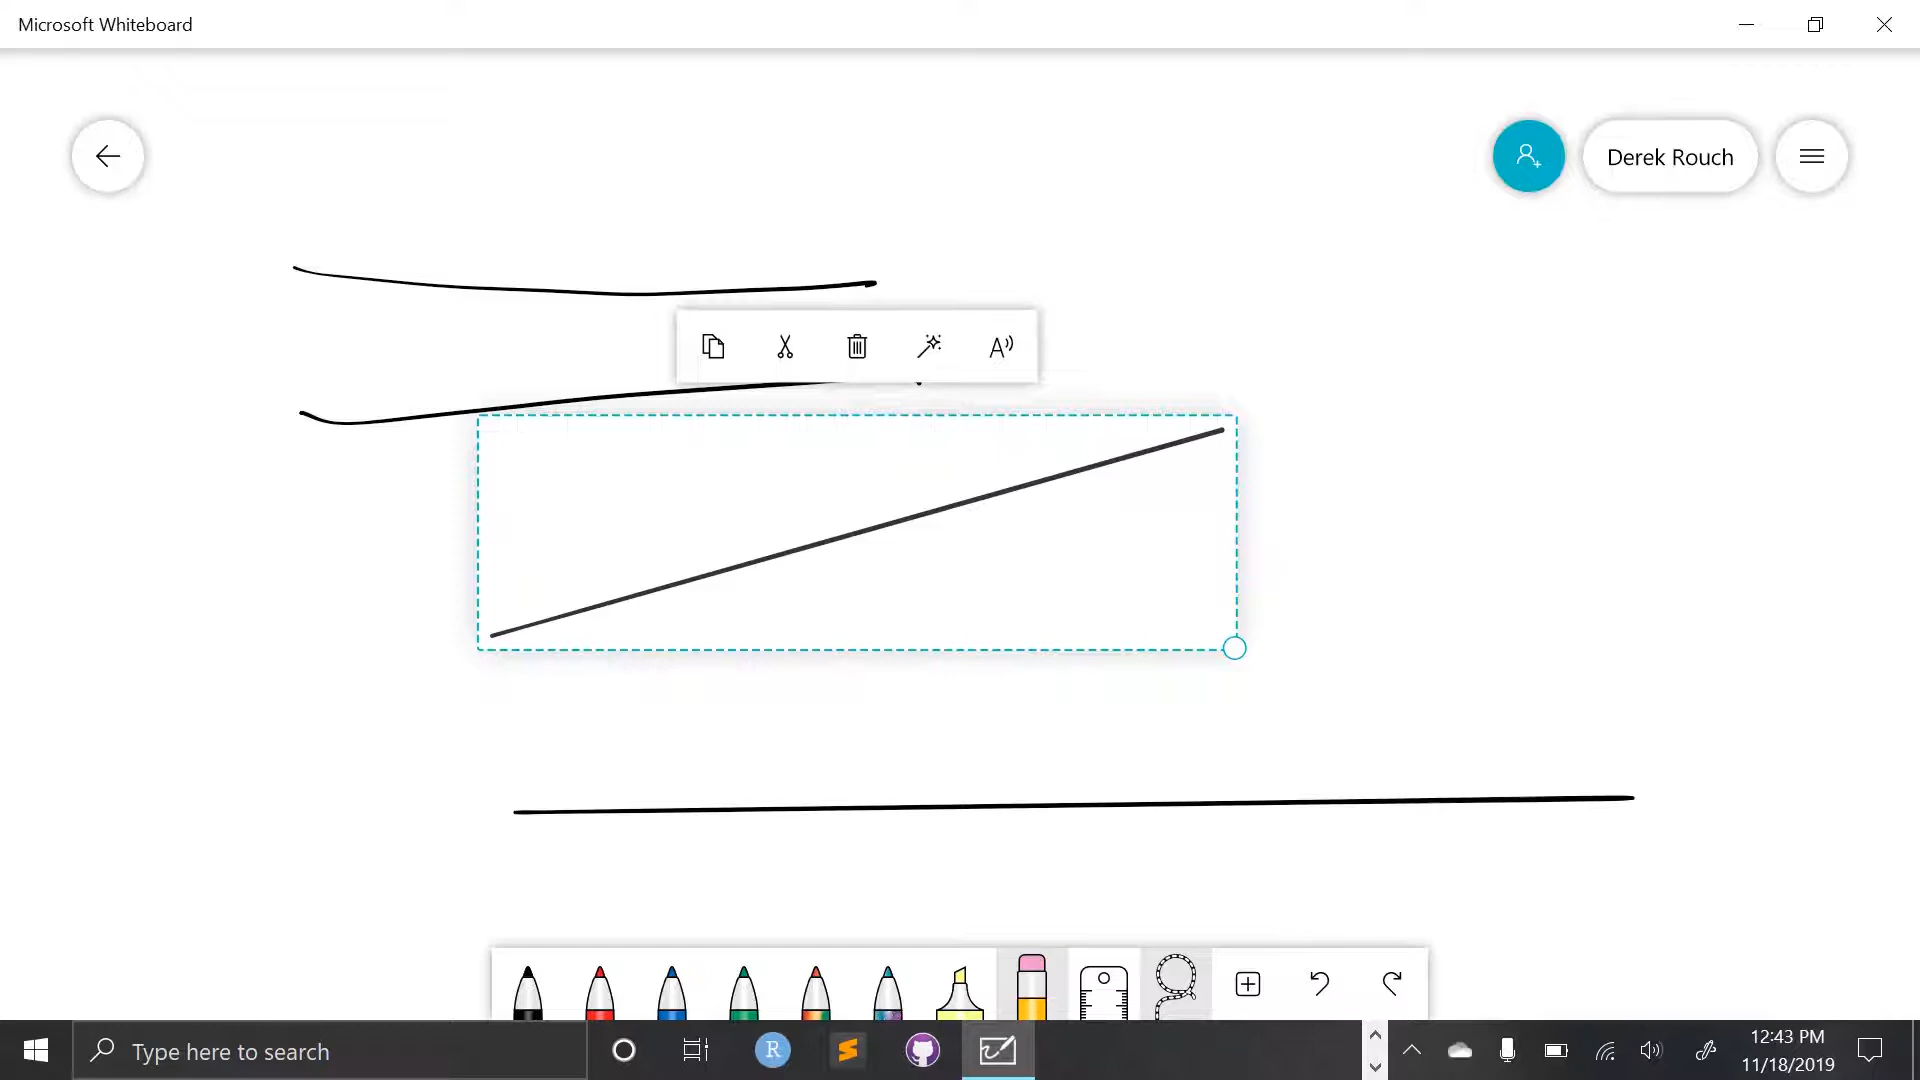 Microsoft Whiteboard
Derek Rouch
Type here to search
R
12:43 PM
11/18/2019